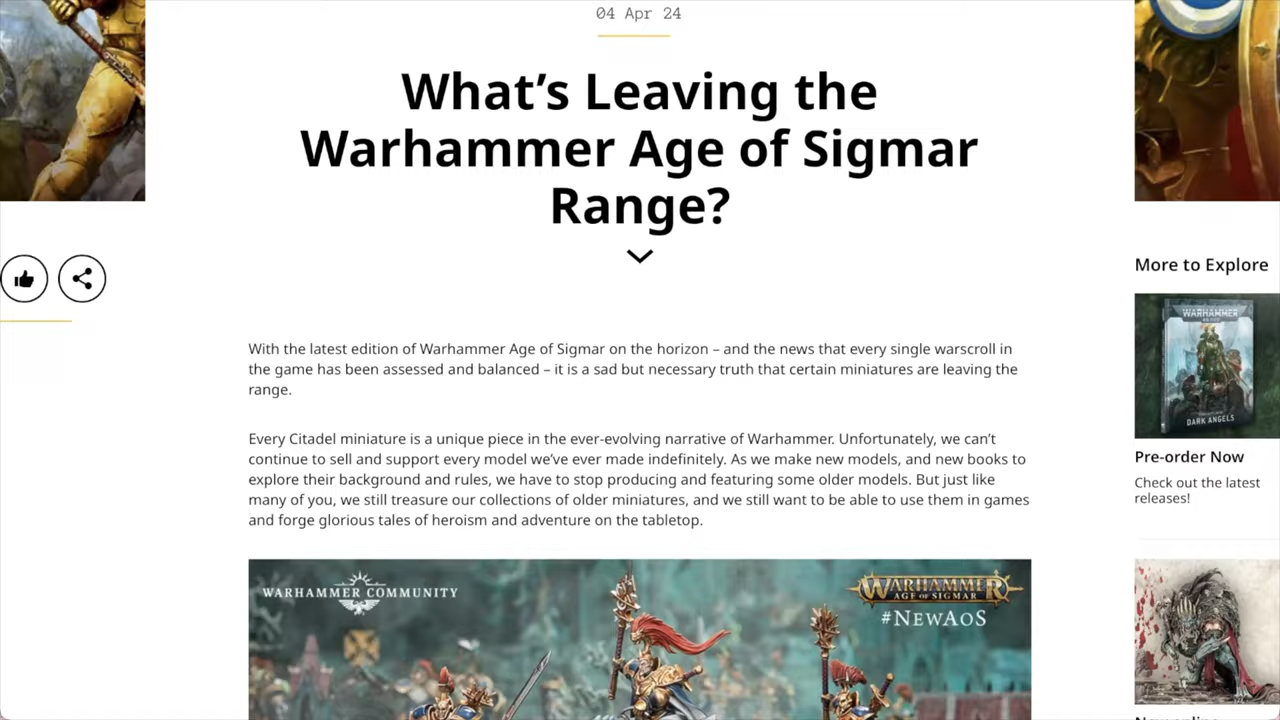 04 Apr 24
What’s Leaving the
Warhammer Age of Sigmar
Range?
With the latest edition of Warhammer Age of Sigmar on the horizon – and the news that every single warscroll in
the game has been assessed and balanced – it is a sad but necessary truth that certain miniatures are leaving the
range.
Every Citadel miniature is a unique piece in the ever-evolving narrative of Warhammer. Unfortunately, we can’t
continue to sell and support every model we’ve ever made indefinitely. As we make new models, and new books to
explore their background and rules, we have to stop producing and featuring some older models. But just like
many of you, we still treasure our collections of older miniatures, and we still want to be able to use them in games
and forge glorious tales of heroism and adventure on the tabletop.
WARHAMMER COMMUNITY
WARHAMMER
AGE OF SIGMAR
#NEWAOS
More to Explore
WARHAMMER
DARK ANGELS
Pre-order Now
Check out the latest
releases!